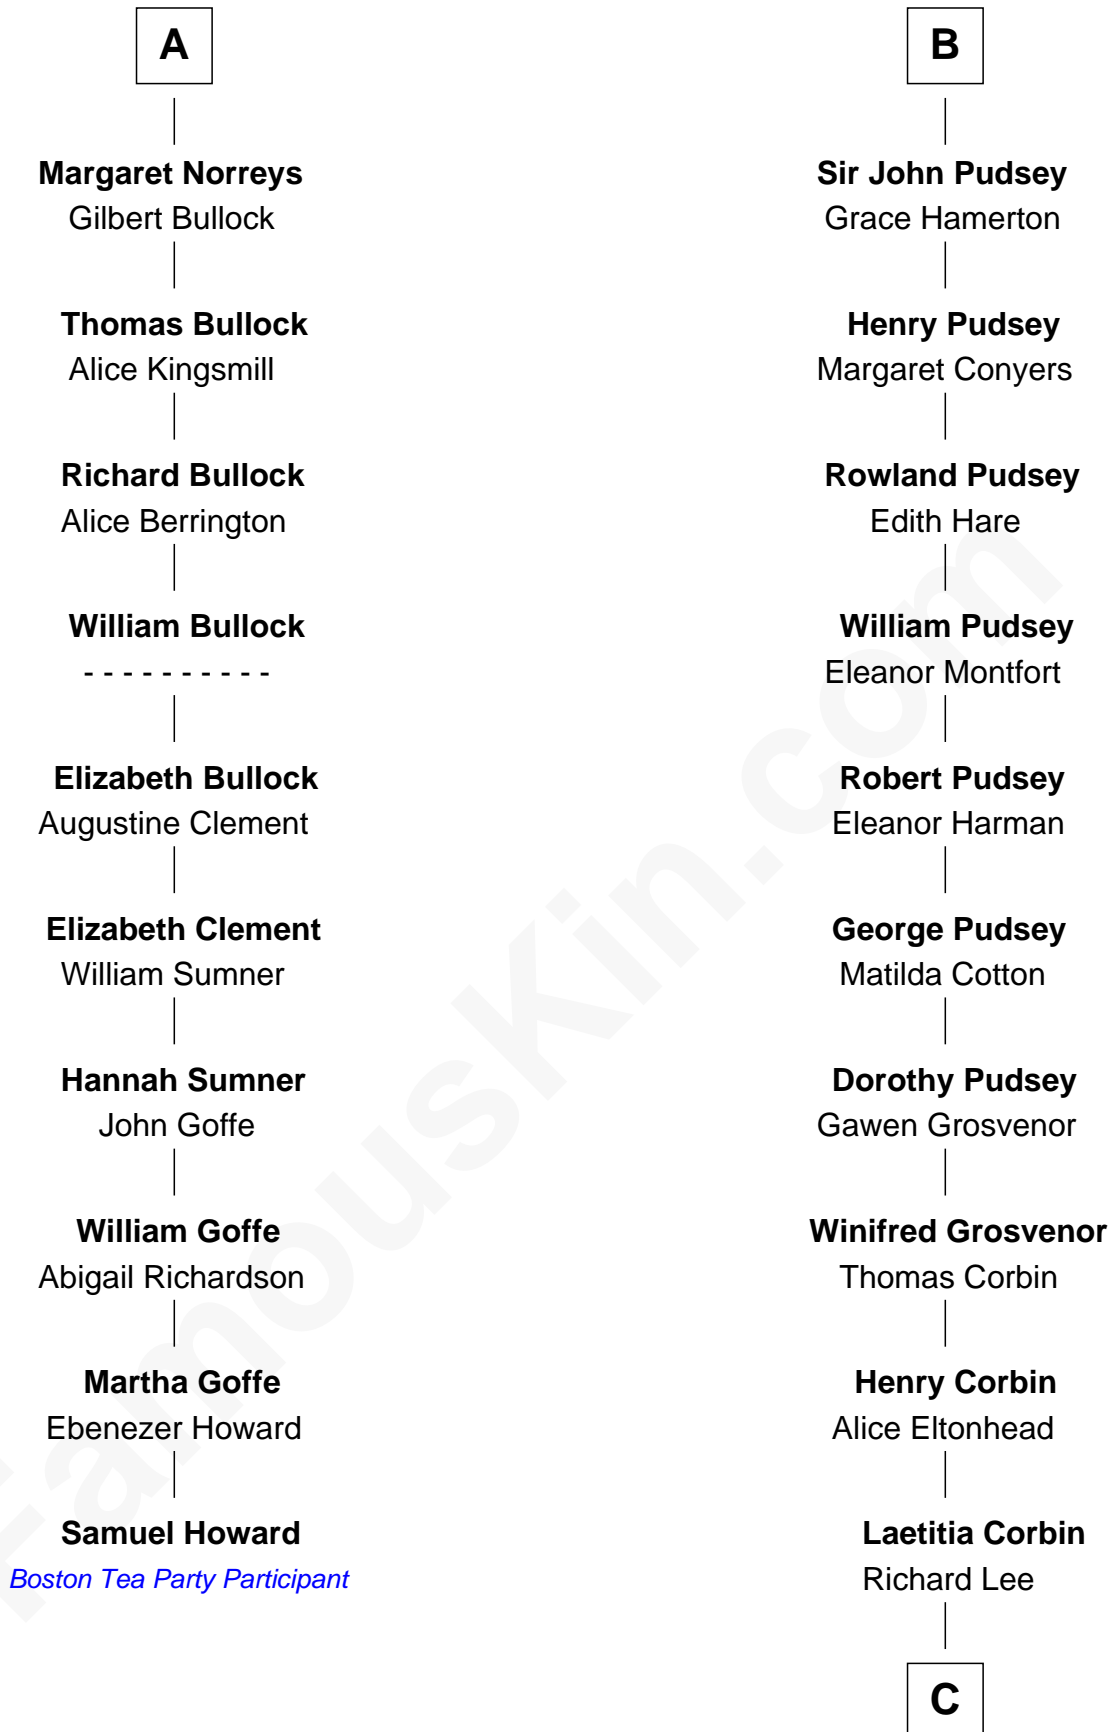 A
Margaret Norreys
Gilbert Bullock
Thomas Bullock
Alice Kingsmill
Richard Bullock
Alice Berrington
William Bullock
- - - - - - - - - -
Elizabeth Bullock
Augustine Clement
Elizabeth Clement
William Sumner
Hannah Sumner
John Goffe
William Goffe
Abigail Richardson
Martha Goffe
Ebenezer Howard
Samuel Howard
Boston Tea Party Participant
B
Sir John Pudsey
Grace Hamerton
Henry Pudsey
Margaret Conyers
Rowland Pudsey
Edith Hare
William Pudsey
Eleanor Montfort
Robert Pudsey
Eleanor Harman
George Pudsey
Matilda Cotton
Dorothy Pudsey
Gawen Grosvenor
Winifred Grosvenor
Thomas Corbin
Henry Corbin
Alice Eltonhead
Laetitia Corbin
Richard Lee
C
FamousKin.com